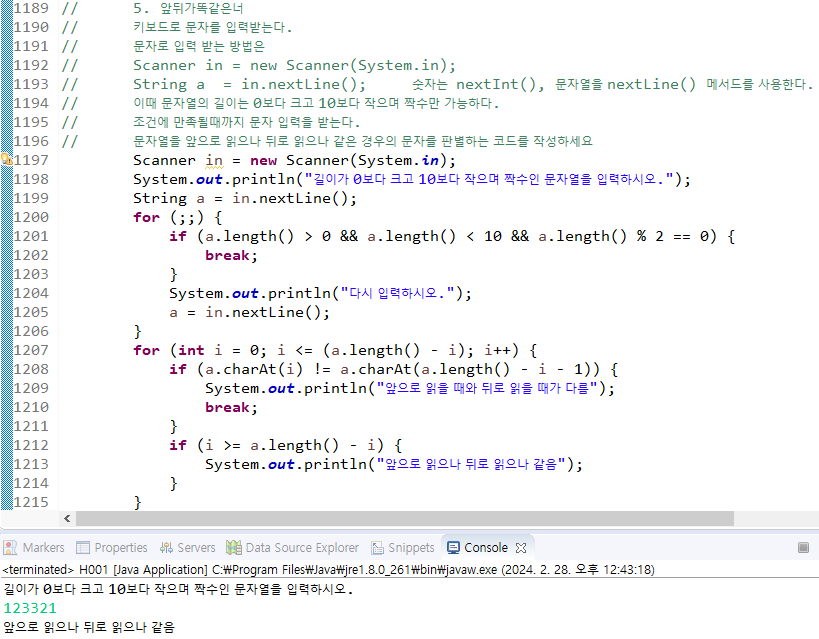 1189 // 5. 앞뒤가똑같은너
1190 // 키보드로 문자를 입력받는다.
1191 // 문자로 입력 받는 방법은
1192 // Scanner in = new Scanner(System.in);
1193 // String a = in.nextLine(); 숫자는 nextInt(), 문자열을 nextLine() 메서드를 사용한다.
1194 // 이때 문자열의 길이는 0보다 크고 10보다 작으며 짝수만 가능하다.
1195 // 조건에 만족될때까지 문자 입력을 받는다.
1196 // 문자열을 앞으로 읽으나 뒤로 읽으나 같은 경우의 문자를 판별하는 코드를 작성하세요
1197 Scanner in = new Scanner(System.in);
1198 System.out.println("길이가 0보다 크고 10보다 작으며 짝수인 문자열을 입력하시오.");
1199 String a = in.nextLine();
1200 for (;;) {
1201 if (a.length() > 0 && a.length() < 10 && a.length() % 2 == 0) {
1202 break;
1203 }
1204 System.out.println("다시 입력하시오.");
1205 a = in.nextLine();
1206 }
1207 for (int i = 0; i <= (a.length() - i); i++) {
1208 if (a.charAt(i) != a.charAt(a.length() - i - 1)) {
1209 System.out.println("앞으로 읽을 때와 뒤로 읽을 때가 다름");
1210 break;
1211 }
1212 if (i >= a.length() - i) {
1213 System.out.println("앞으로 읽으나 뒤로 읽으나 같음");
1214 }
1215 }
Markers Properties Servers Data Source Explorer Snippets Console
<terminated> H001 [Java Application] C:₩Program Files₩Java₩jre1.8.0_261₩bin₩javaw.exe (2024. 2. 28. 오후 12:43:18)
길이가 0보다 크고 10보다 작으며 짝수인 문자열을 입력하시오.
123321
앞으로 읽으나 뒤로 읽으나 같음